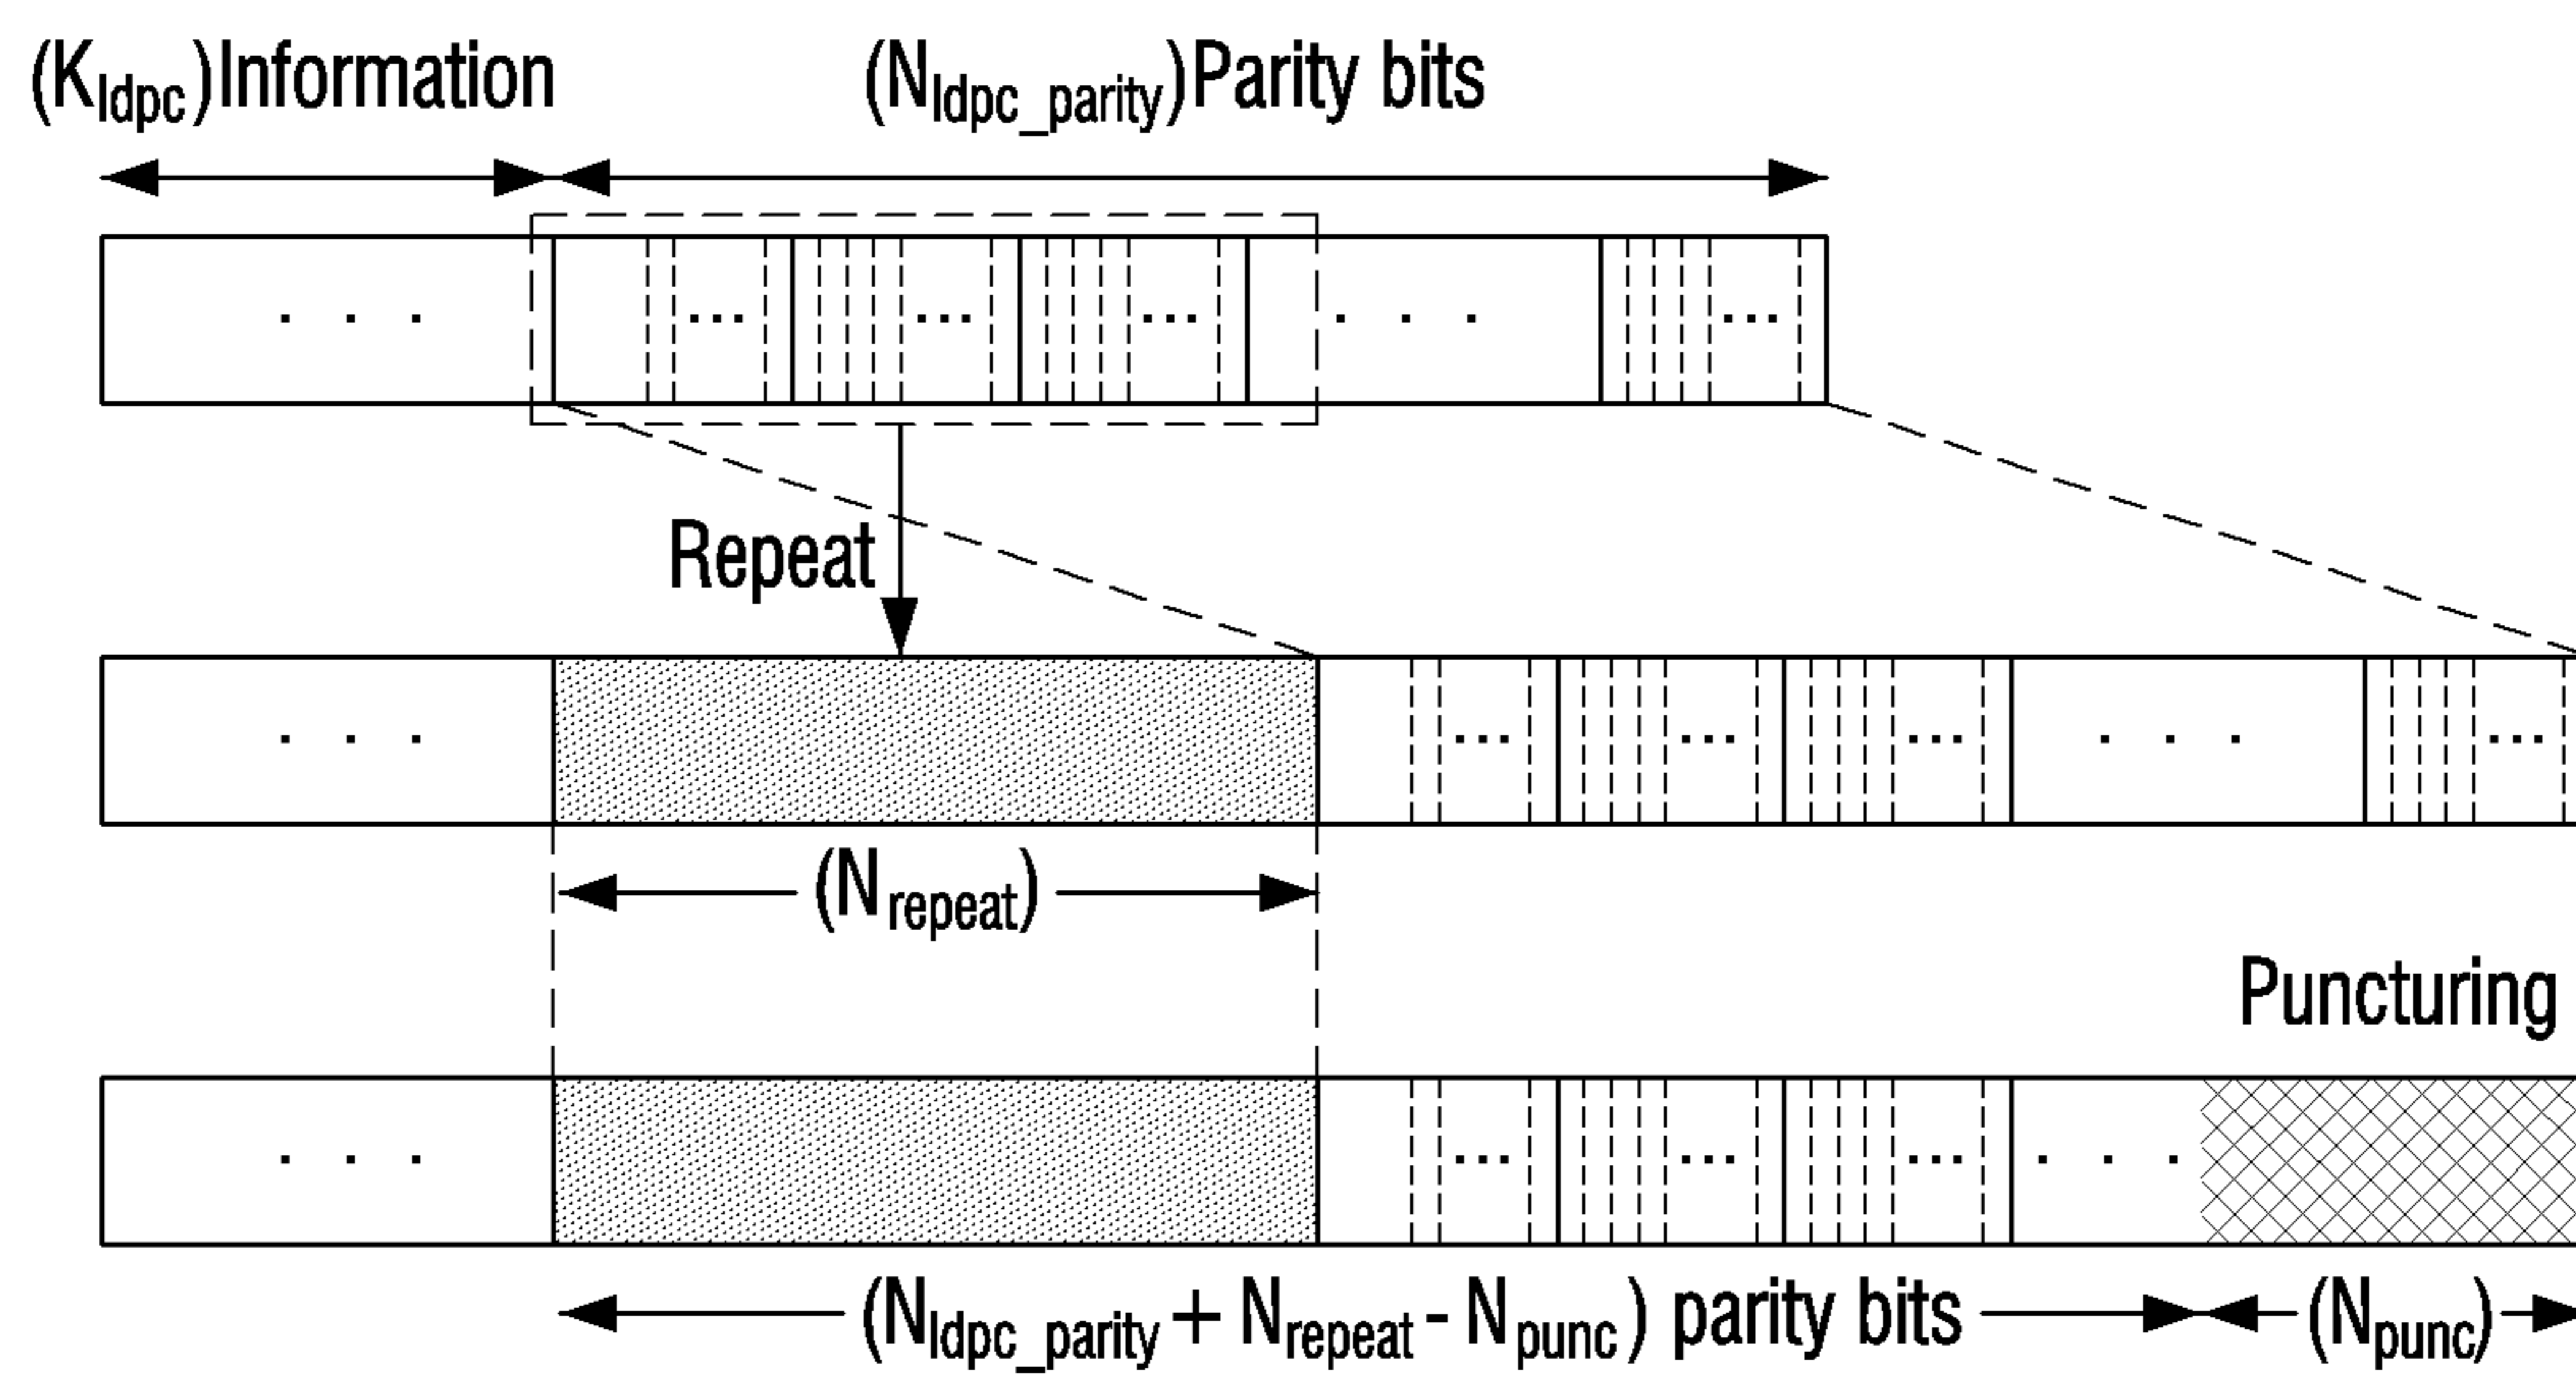 (Kldpc)Information
(Nldpc_parity)Parity bits
. . .
...
...
...
. . .
...
Repeat
. . .
...
...
...
. . .
...
(Nrepeat)
Puncturing
. . .
...
...
...
. . .
(Nldpc_parity + Nrepeat - Npunc) parity bits
(Npunc)